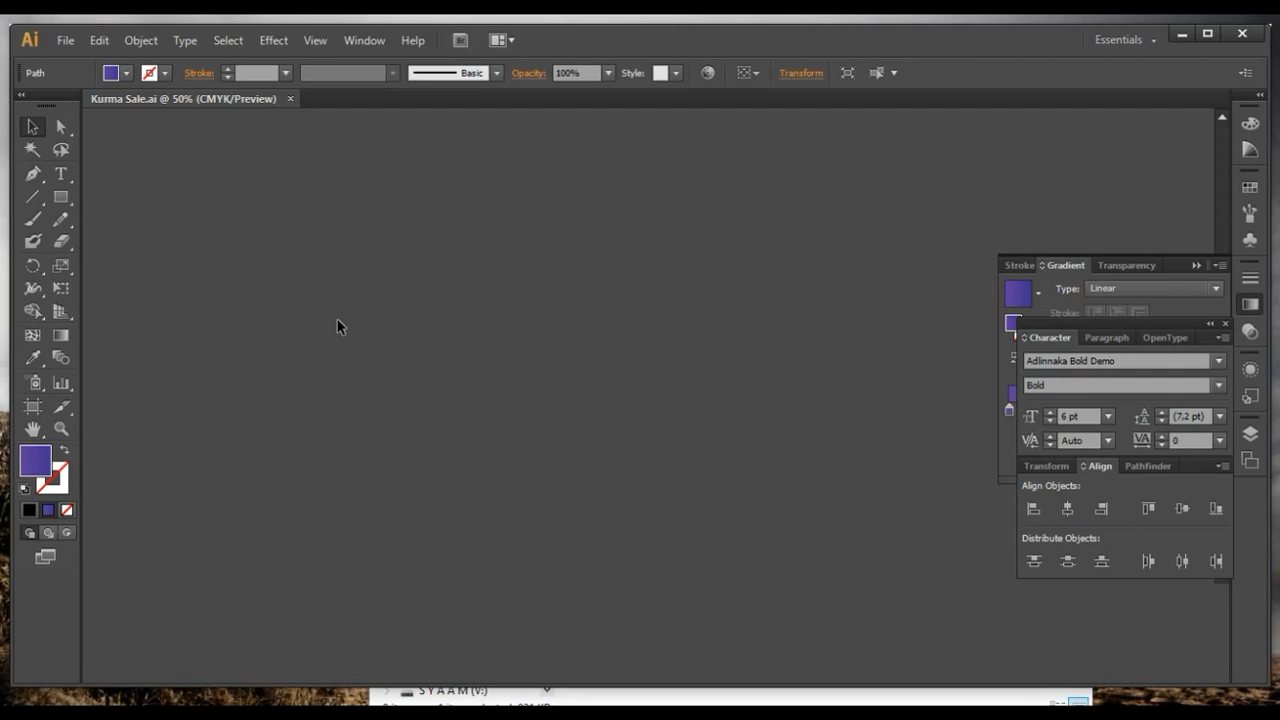 Ai File Edit Object Type Select Effect View Window Help Br Essentials
Path Stroke: Basic Opacity: 100% Style: Transform
Kurma Sale.ai @ 50% (CMYK/Preview) ×
T
Stroke Gradient Transparency
Type: Linear
Stroke:
Character Paragraph OpenType
Adlinnaka Bold Demo
Bold
6 pt (7,2 pt)
Auto 0
Transform Align Pathfinder
Align Objects:
Distribute Objects:
S Y A A M (V:)